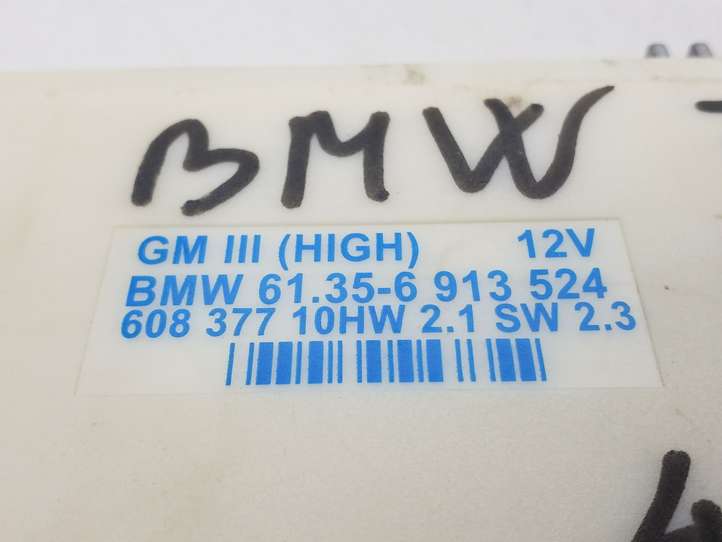 BMW
GM III (HIGH) 12V
BMW 61.35-6 913 524
608 377 10HW 2.1 SW 2.3